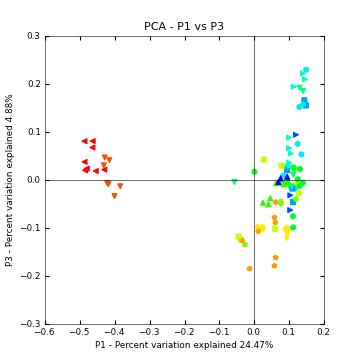 PCA - P1 vs P3
0.3
0.2
0.1
0.0
−0.1
−0.2
−0.3
P3 - Percent variation explained 4.88%
−0.6 −0.5 −0.4 −0.3 −0.2 −0.1 0.0 0.1 0.2
P1 - Percent variation explained 24.47%